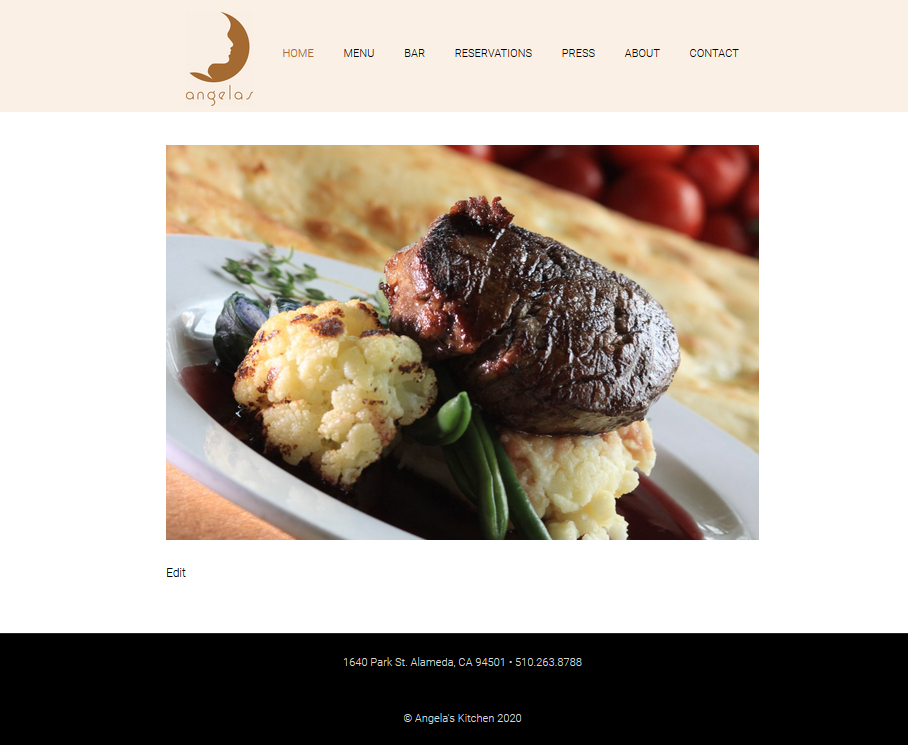 angelas
HOME MENU BAR RESERVATIONS PRESS ABOUT CONTACT
Edit
1640 Park St. Alameda, CA 94501 • 510.263.8788
© Angela's Kitchen 2020